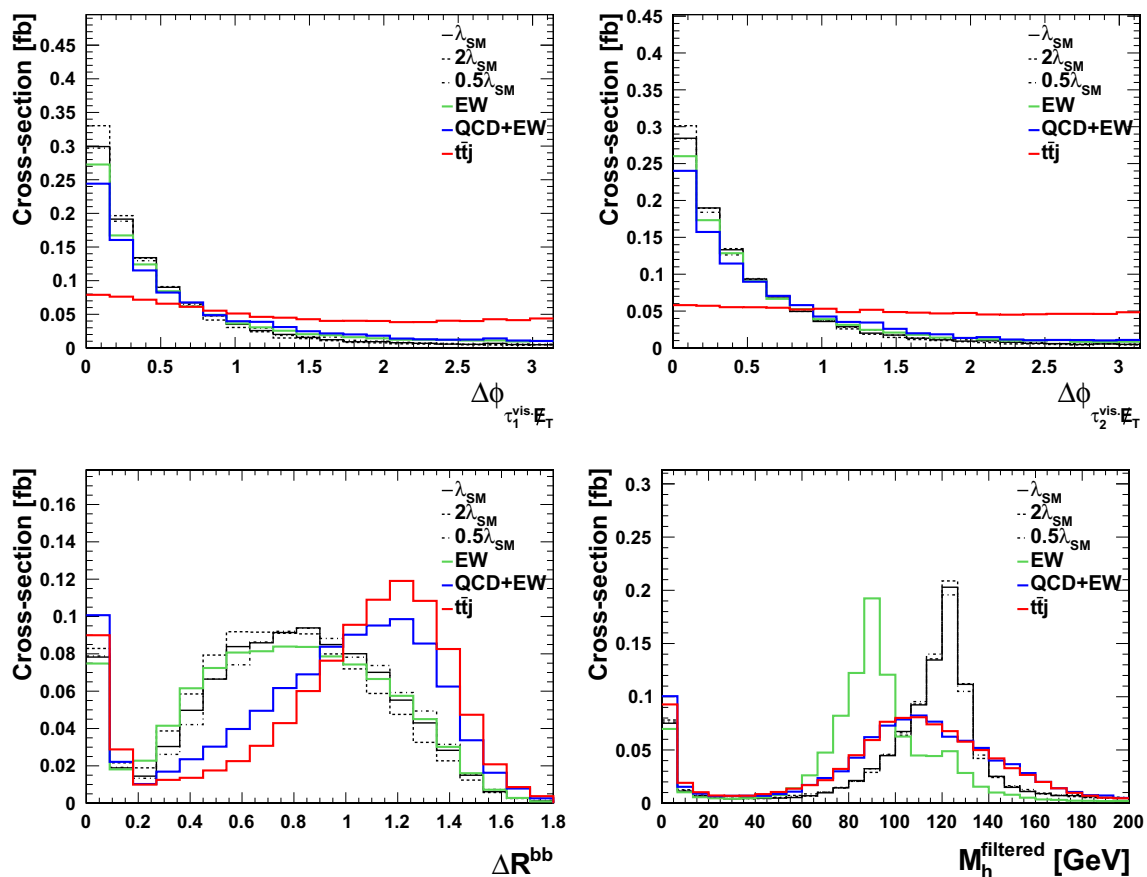 Cross-section [fb]
0.45
0.4
0.35
0.3
0.25
0.2
0.15
0.1
0.05
0
0 0.5 1 1.5 2 2.5 3
λSM
2λSM
0.5λSM
EW
QCD+EW
tt̄j
Δϕ τ₁vis. E̸T
Cross-section [fb]
0.45
0.4
0.35
0.3
0.25
0.2
0.15
0.1
0.05
0
0 0.5 1 1.5 2 2.5 3
λSM
2λSM
0.5λSM
EW
QCD+EW
tt̄j
Δϕ τ₂vis. E̸T
Cross-section [fb]
0.16
0.14
0.12
0.1
0.08
0.06
0.04
0.02
0
0 0.2 0.4 0.6 0.8 1 1.2 1.4 1.6 1.8
λSM
2λSM
0.5λSM
EW
QCD+EW
tt̄j
ΔRbb
Cross-section [fb]
0.3
0.25
0.2
0.15
0.1
0.05
0
0 20 40 60 80 100 120 140 160 180 200
λSM
2λSM
0.5λSM
EW
QCD+EW
tt̄j
Mhfiltered [GeV]